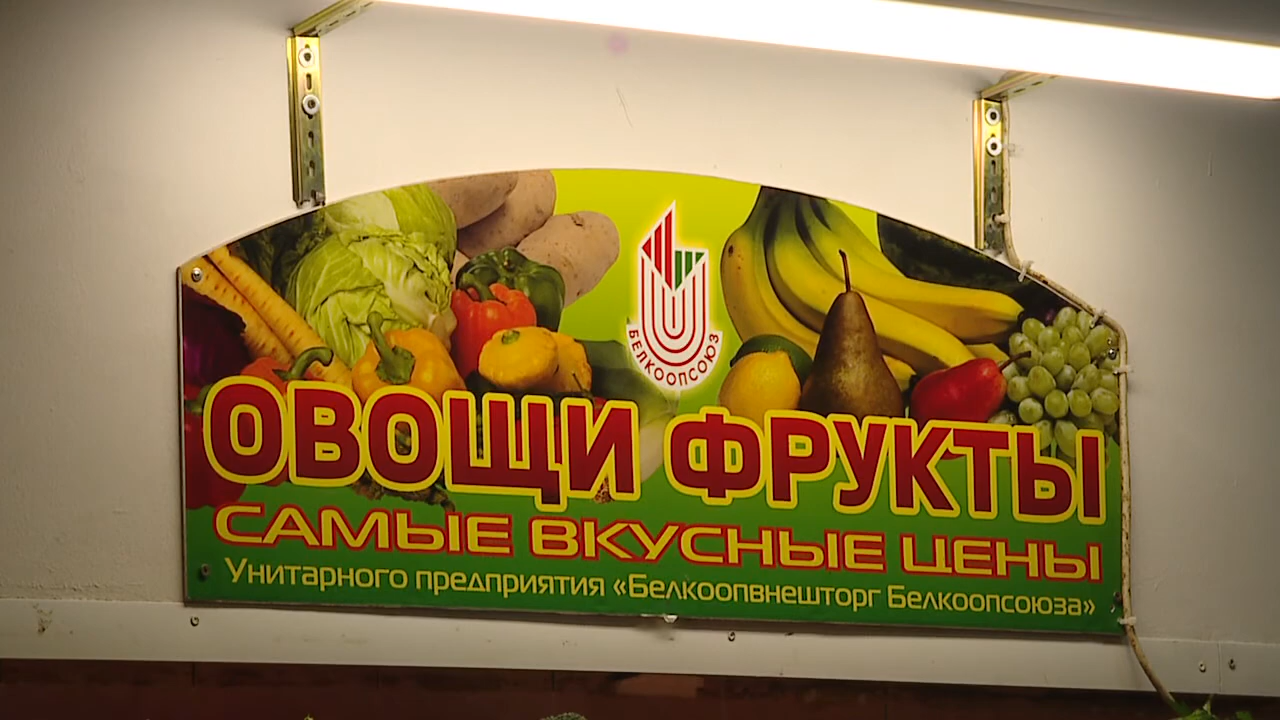 БЕЛКООПСОЮЗ
ОВОЩИ ФРУКТЫ
САМЫЕ ВКУСНЫЕ ЦЕНЫ
Унитарного предприятия «Белкоопвнешторг Белкоопсоюза»